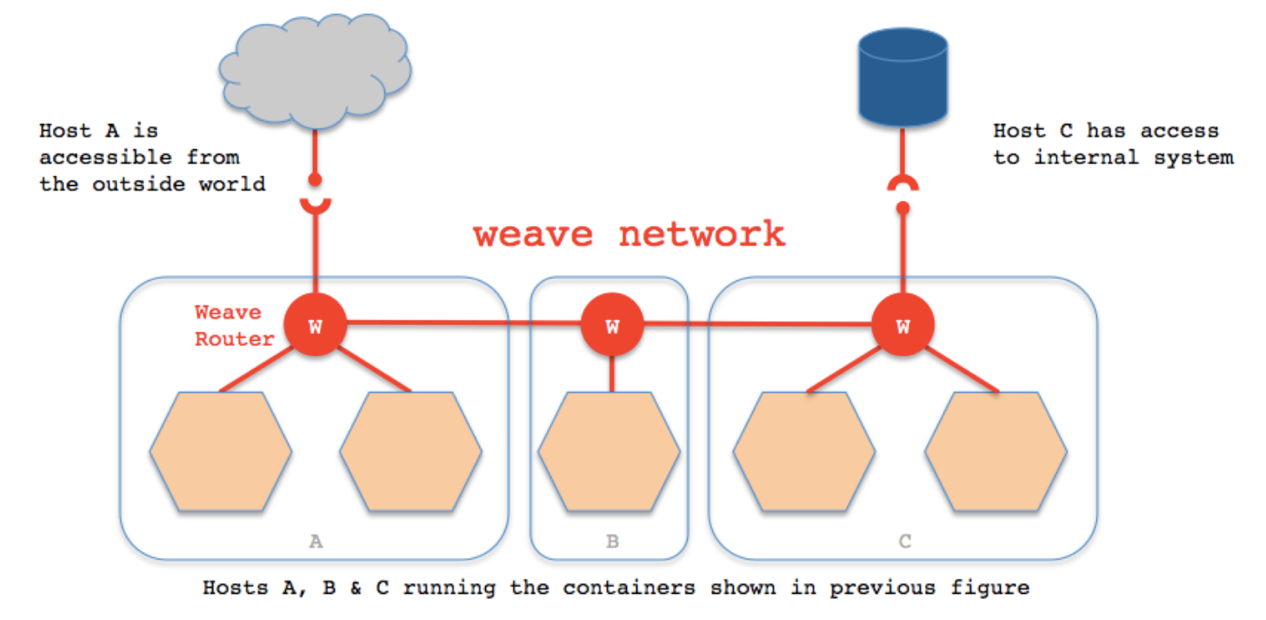 Host A is
accessible from
the outside world
Host C has access
to internal system
weave network
Weave
Router
W
W
W
A
B
C
Hosts A, B & C running the containers shown in previous figure